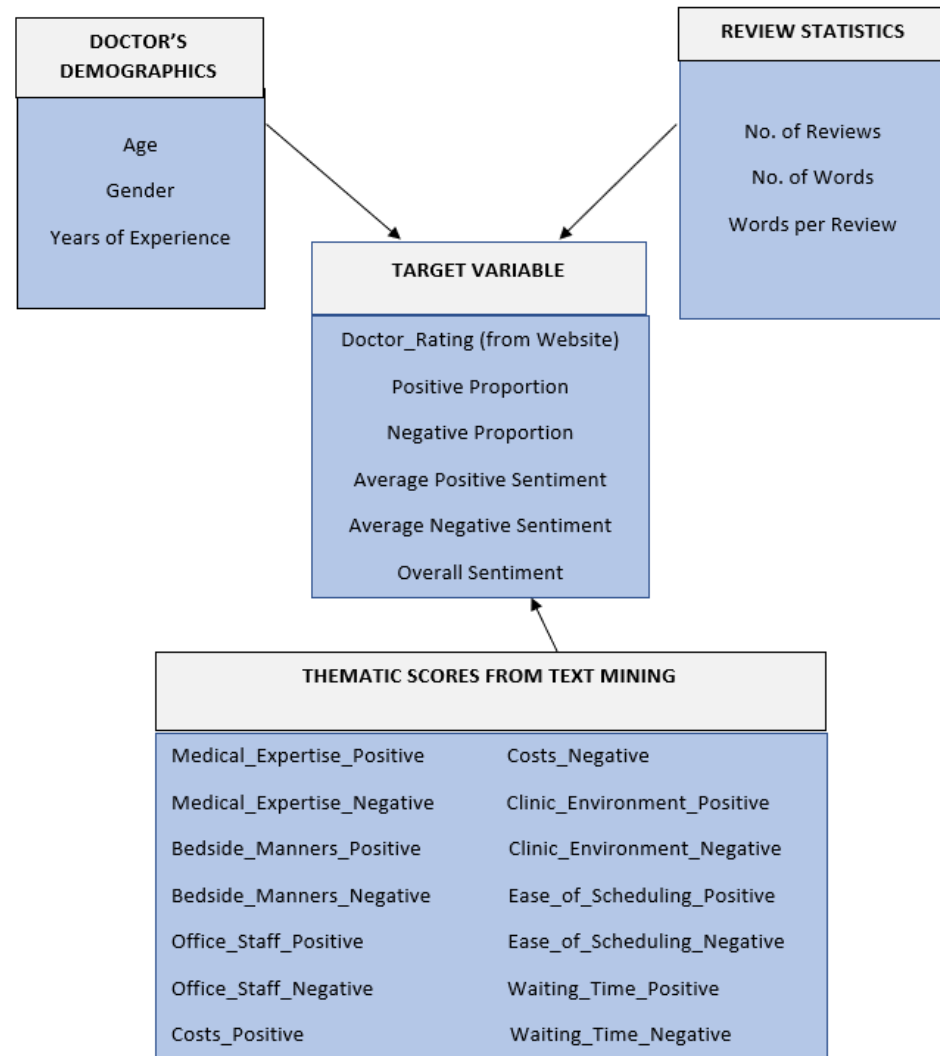 DOCTOR'S
DEMOGRAPHICS
Age
Gender
Years of Experience
REVIEW STATISTICS
No. of Reviews
No. of Words
Words per Review
TARGET VARIABLE
Doctor_Rating (from Website)
Positive Proportion
Negative Proportion
Average Positive Sentiment
Average Negative Sentiment
Overall Sentiment
THEMATIC SCORES FROM TEXT MINING
Medical_Expertise_Positive
Medical_Expertise_Negative
Bedside_Manners_Positive
Bedside_Manners_Negative
Office_Staff_Positive
Office_Staff_Negative
Costs_Positive
Costs_Negative
Clinic_Environment_Positive
Clinic_Environment_Negative
Ease_of_Scheduling_Positive
Ease_of_Scheduling_Negative
Waiting_Time_Positive
Waiting_Time_Negative